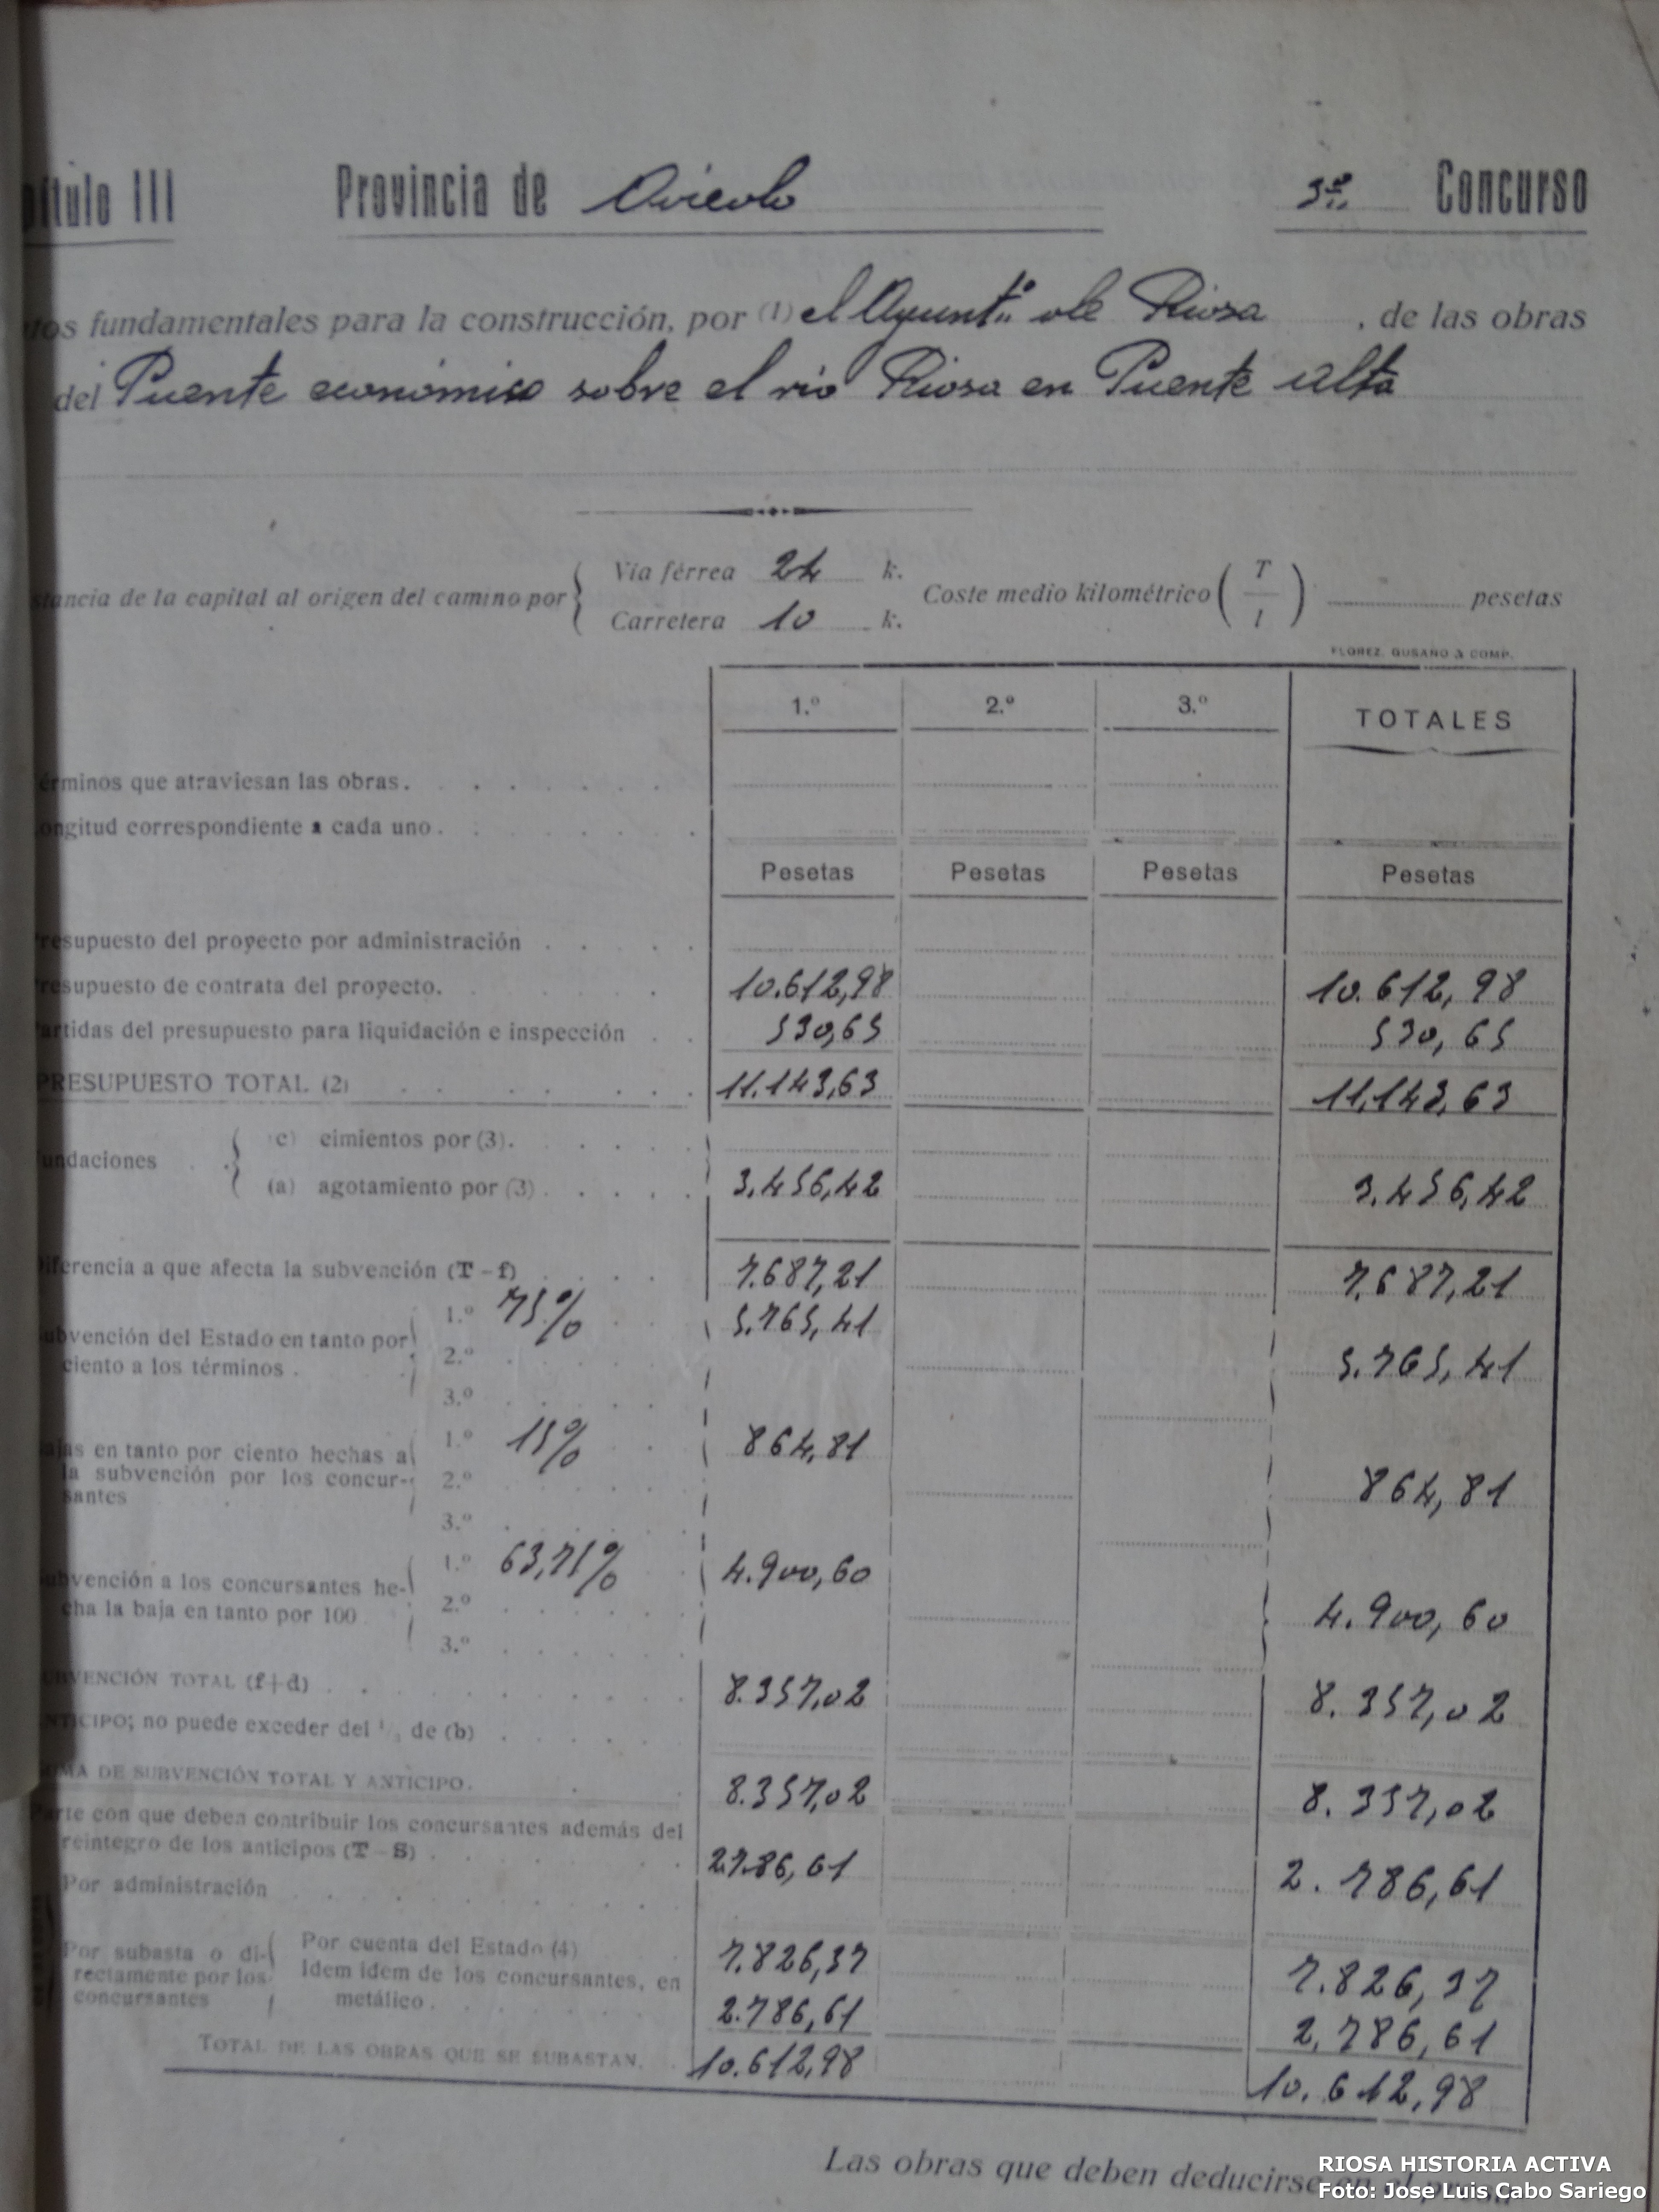 ítulo III Provincia de Oviedo 3er Concurso
tos fundamentales para la construcción, por (1) el Ayuntº de Riosa , de las obras
del Puente económico sobre el río Riosa en Puente alta
stancia de la capital al origen del camino por Via férrea 24 k. Coste medio kilométrico (T/l) pesetas
Carretera 10 k.
FLOREZ, GUSANO & COMP.
1.º 2.º 3.º TOTALES
érminos que atraviesan las obras.
ongitud correspondiente a cada uno.
Pesetas Pesetas Pesetas Pesetas
resupuesto del proyecto por administración
resupuesto de contrata del proyecto. 10.612,98 10.612,98
artidas del presupuesto para liquidación e inspección 530,65 530,65
PRESUPUESTO TOTAL (2) 11.143,63 11.143,63
undaciones (c) cimientos por (3).
(a) agotamiento por (3) 3.456,42 3.456,42
iferencia a que afecta la subvención (T-f) 7.687,21 7.687,21
ubvención del Estado en tanto por 1.º 75% 5.765,41
ciento a los términos . 2.º 5.765,41
3.º
ajas en tanto por ciento hechas a 1.º 15% 864,81
la subvención por los concur- 2.º 864,81
santes
3.º
ubvención a los concursantes he- 1.º 63,75% 4.900,60
cha la baja en tanto por 100 2.º 4.900,60
3.º
UBVENCIÓN TOTAL (f+d) 8.357,02 8.357,02
NTICIPO; no puede exceder del de (b)
UMA DE SUBVENCIÓN TOTAL Y ANTICIPO. 8.357,02 8.357,02
arte con que deben contribuir los concursantes además del
reintegro de los anticipos (T-S) 2.786,61 2.786,61
Por administración
Por subasta o di- Por cuenta del Estado (4) 7.826,37 7.826,37
rectamente por los Idem idem de los concursantes, en
concursantes metálico. 2.786,61 2.786,61
TOTAL DE LAS OBRAS QUE SE SUBASTAN. 10.612,98 10.612,98
Las obras que deben deducirse en el
RIOSA HISTORIA ACTIVA
Foto: Jose Luis Cabo Sariego